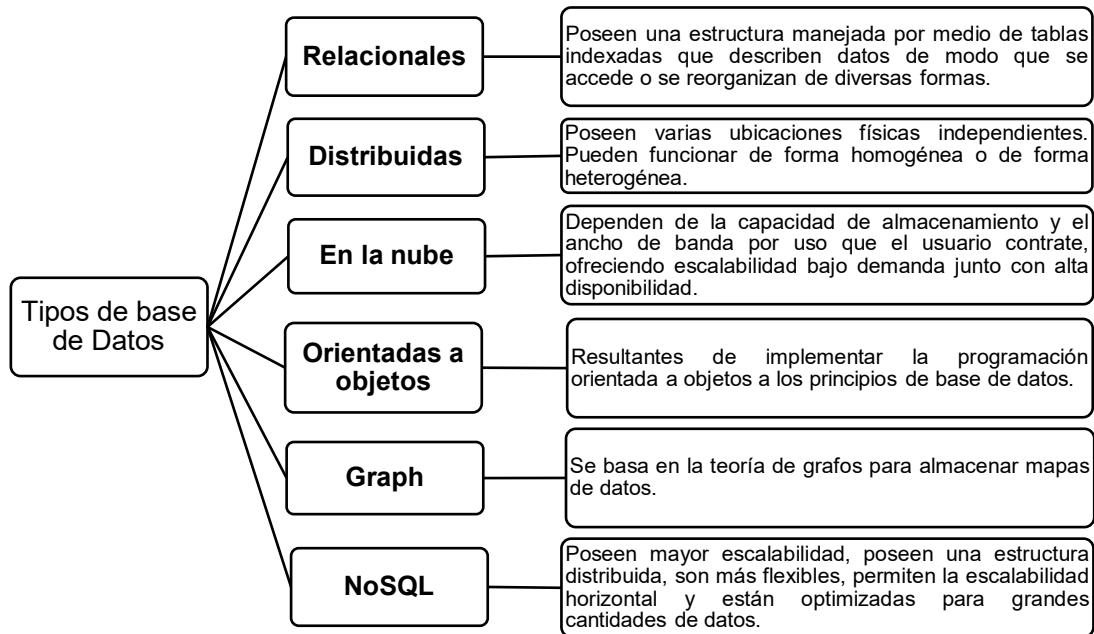 Tipos de base
de Datos
Relacionales
Poseen una estructura manejada por medio de tablas
indexadas que describen datos de modo que se
accede o se reorganizan de diversas formas.
Distribuidas
Poseen varias ubicaciones físicas independientes.
Pueden funcionar de forma homogénea o de forma
heterogénea.
En la nube
Dependen de la capacidad de almacenamiento y el
ancho de banda por uso que el usuario contrate,
ofreciendo escalabilidad bajo demanda junto con alta
disponibilidad.
Orientadas a
objetos
Resultantes de implementar la programación
orientada a objetos a los principios de base de datos.
Graph
Se basa en la teoría de grafos para almacenar mapas
de datos.
NoSQL
Poseen mayor escalabilidad, poseen una estructura
distribuida, son más flexibles, permiten la escalabilidad
horizontal y están optimizadas para grandes
cantidades de datos.